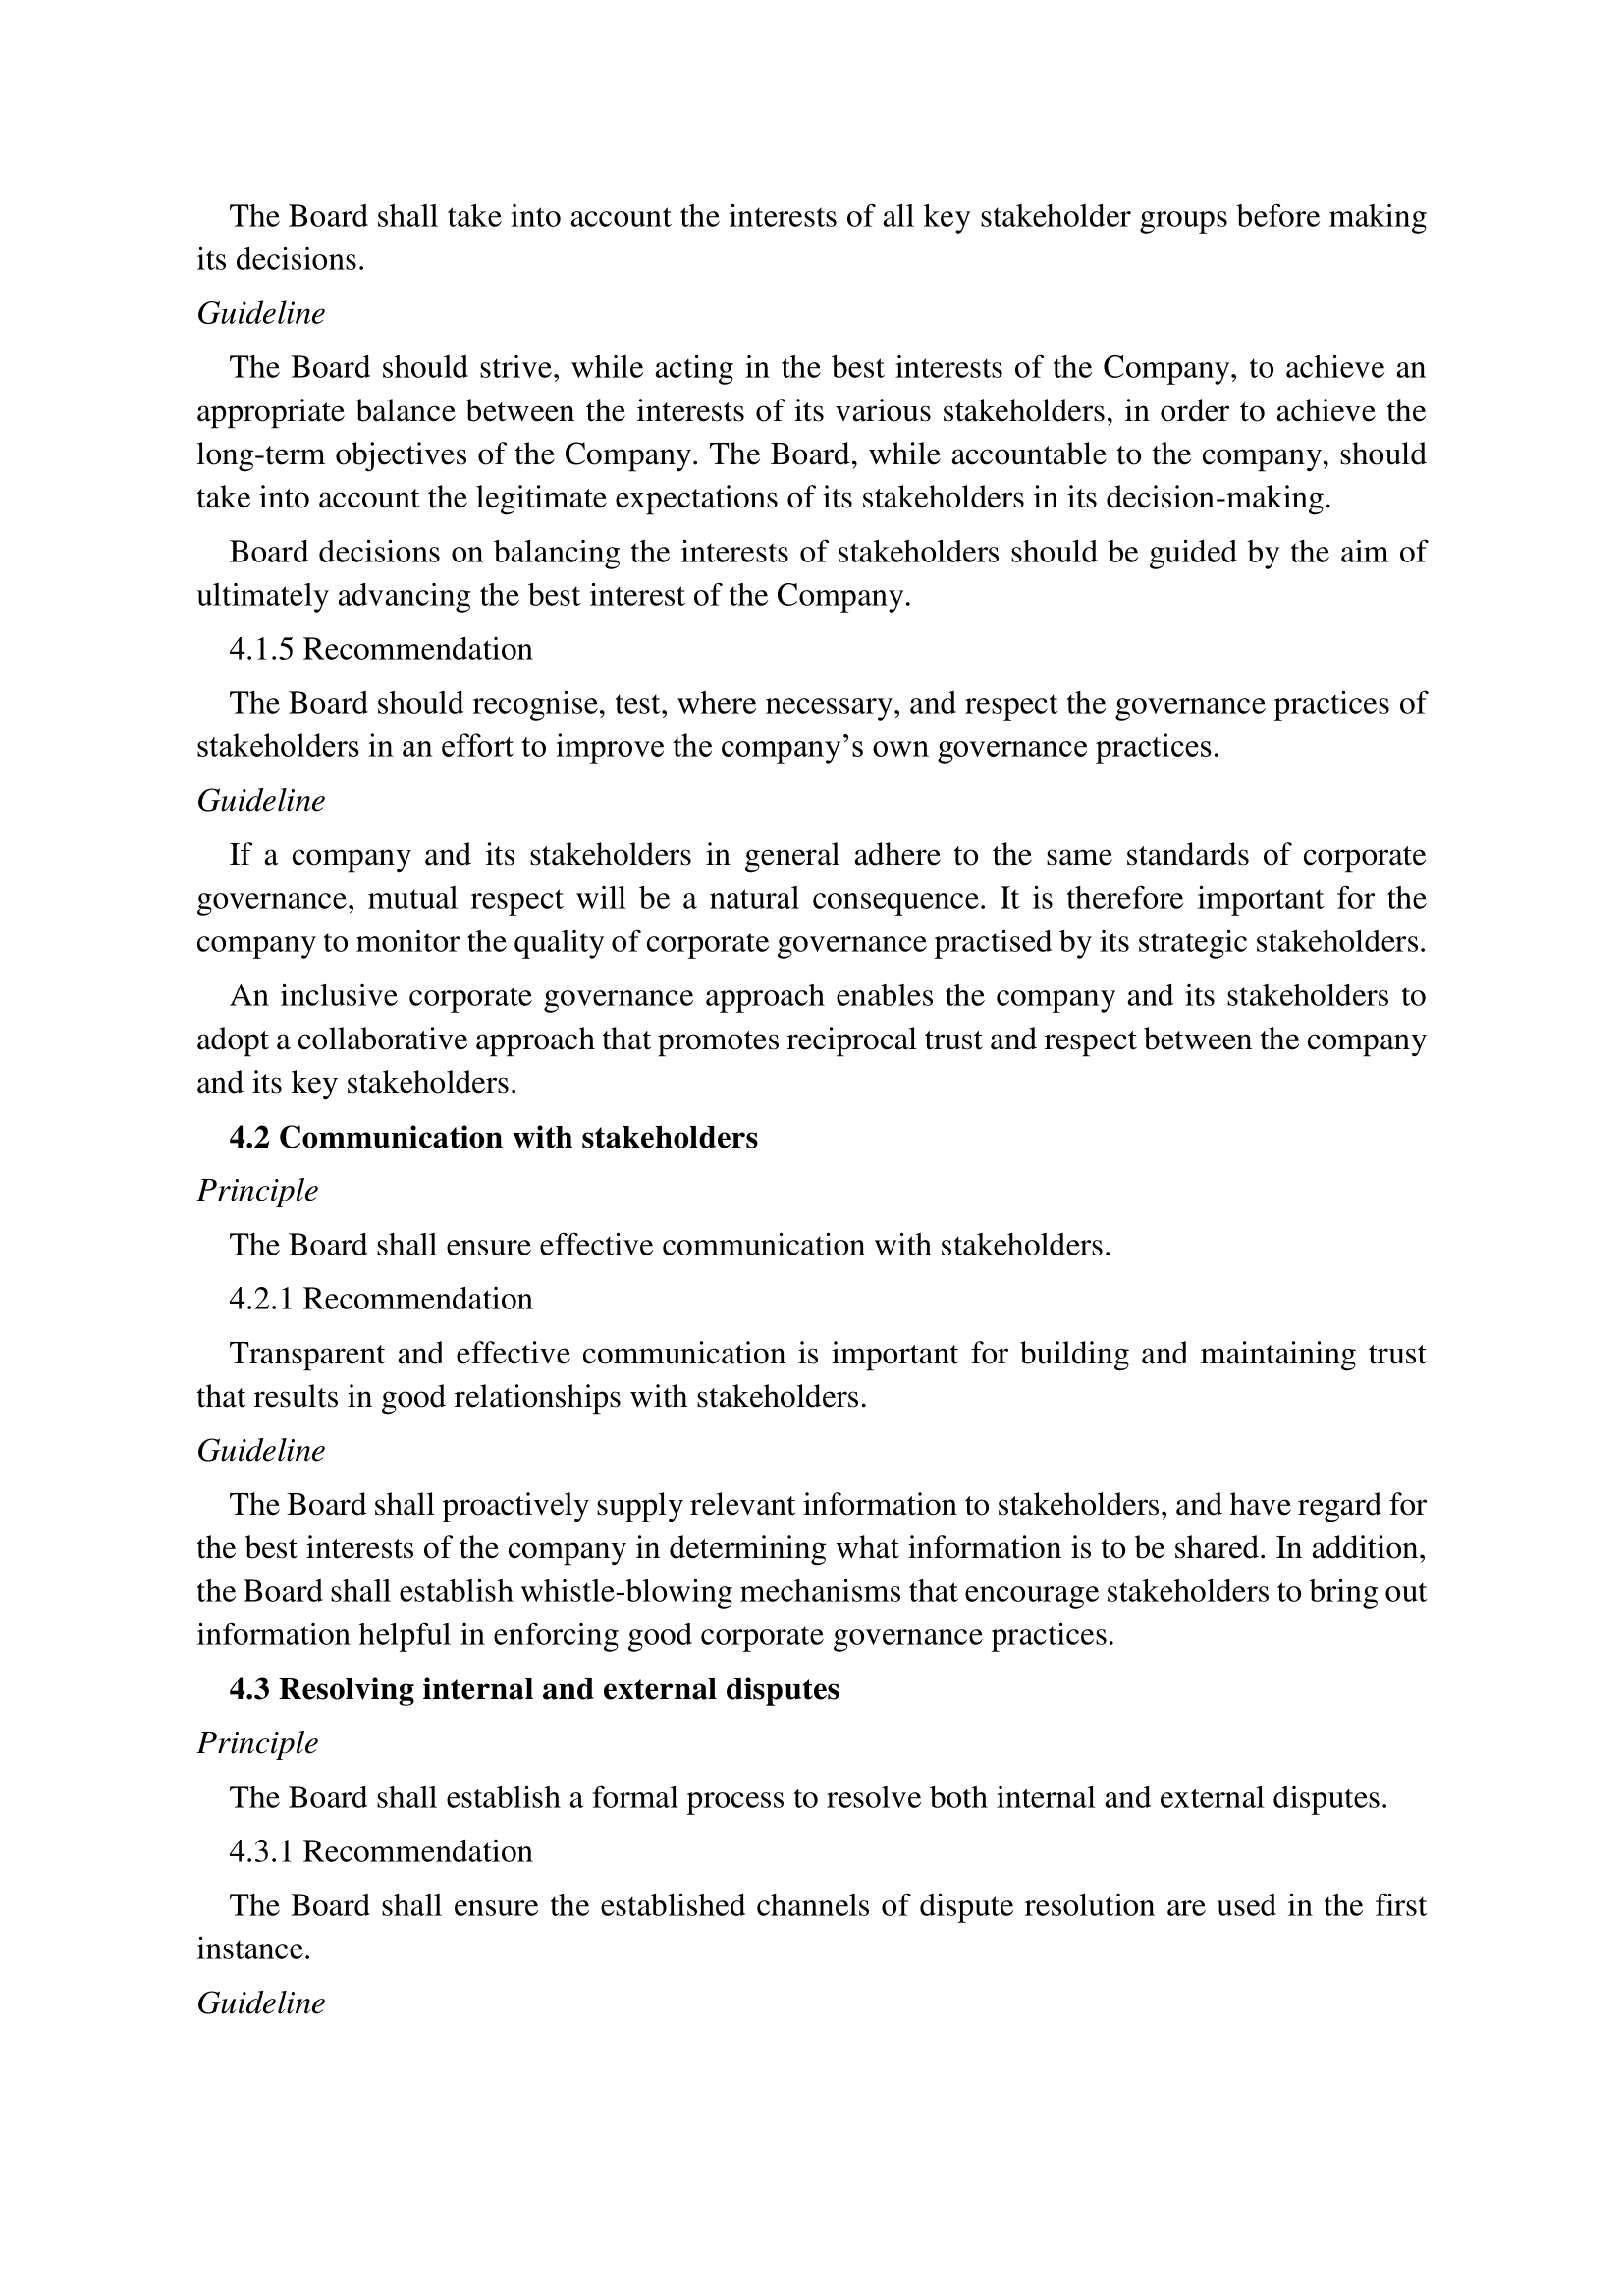 The Board shall take into account the interests of all key stakeholder groups before making
its decisions.
Guideline
The Board should strive, while acting in the best interests of the Company, to achieve an
appropriate balance between the interests of its various stakeholders, in order to achieve the
long-term objectives of the Company. The Board, while accountable to the company, should
take into account the legitimate expectations of its stakeholders in its decision-making.
Board decisions on balancing the interests of stakeholders should be guided by the aim of
ultimately advancing the best interest of the Company.
4.1.5 Recommendation
The Board should recognise, test, where necessary, and respect the governance practices of
stakeholders in an effort to improve the company’s own governance practices.
Guideline
If a company and its stakeholders in general adhere to the same standards of corporate
governance, mutual respect will be a natural consequence. It is therefore important for the
company to monitor the quality of corporate governance practised by its strategic stakeholders.
An inclusive corporate governance approach enables the company and its stakeholders to
adopt a collaborative approach that promotes reciprocal trust and respect between the company
and its key stakeholders.
4.2 Communication with stakeholders
Principle
The Board shall ensure effective communication with stakeholders.
4.2.1 Recommendation
Transparent and effective communication is important for building and maintaining trust
that results in good relationships with stakeholders.
Guideline
The Board shall proactively supply relevant information to stakeholders, and have regard for
the best interests of the company in determining what information is to be shared. In addition,
the Board shall establish whistle-blowing mechanisms that encourage stakeholders to bring out
information helpful in enforcing good corporate governance practices.
4.3 Resolving internal and external disputes
Principle
The Board shall establish a formal process to resolve both internal and external disputes.
4.3.1 Recommendation
The Board shall ensure the established channels of dispute resolution are used in the first
instance.
Guideline